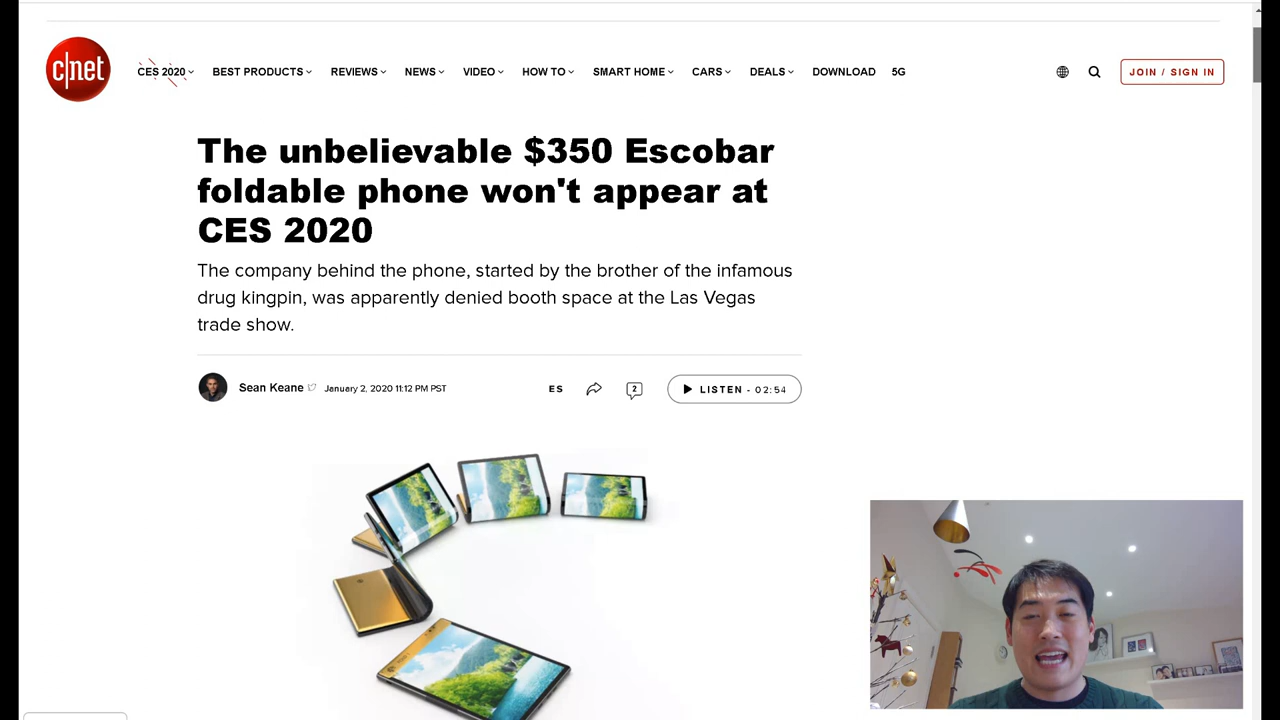 c|net
CES 2020 BEST PRODUCTS REVIEWS NEWS VIDEO HOW TO SMART HOME CARS DEALS DOWNLOAD 5G JOIN / SIGN IN
The unbelievable $350 Escobar
foldable phone won't appear at
CES 2020
The company behind the phone, started by the brother of the infamous
drug kingpin, was apparently denied booth space at the Las Vegas
trade show.
Sean Keane January 2, 2020 11:12 PM PST ES 2 LISTEN - 02:54